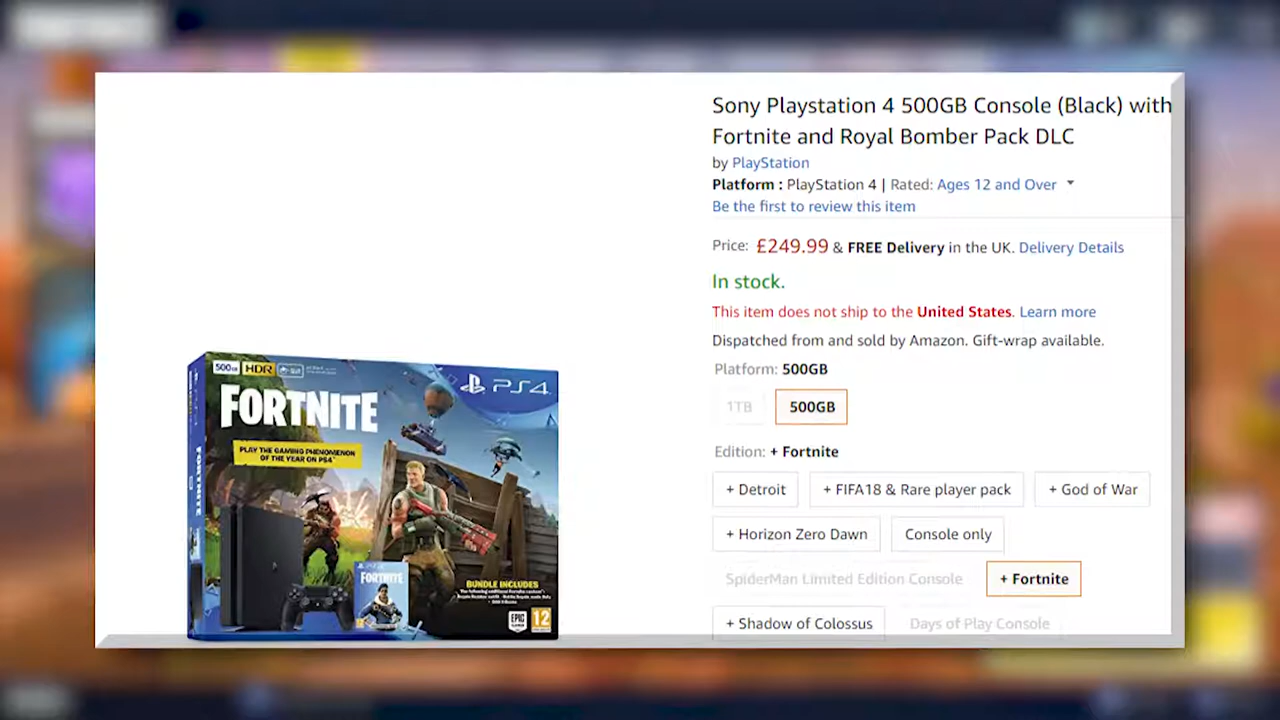 Sony Playstation 4 500GB Console (Black) with
Fortnite and Royal Bomber Pack DLC
by PlayStation
Platform : PlayStation 4 | Rated: Ages 12 and Over
Be the first to review this item
Price: £249.99 & FREE Delivery in the UK. Delivery Details
In stock.
This item does not ship to the United States. Learn more
Dispatched from and sold by Amazon. Gift-wrap available.
Platform: 500GB
1TB 500GB
Edition: + Fortnite
+ Detroit + FIFA18 & Rare player pack + God of War
+ Horizon Zero Dawn Console only
SpiderMan Limited Edition Console + Fortnite
+ Shadow of Colossus Days of Play Console
500GB HDR
PS4
FORTNITE
PLAY THE GAMING PHENOMENON
OF THE YEAR ON PS4
FORTNITE
PS4
FORTNITE
BUNDLE INCLUDES
EPIC GAMES 12